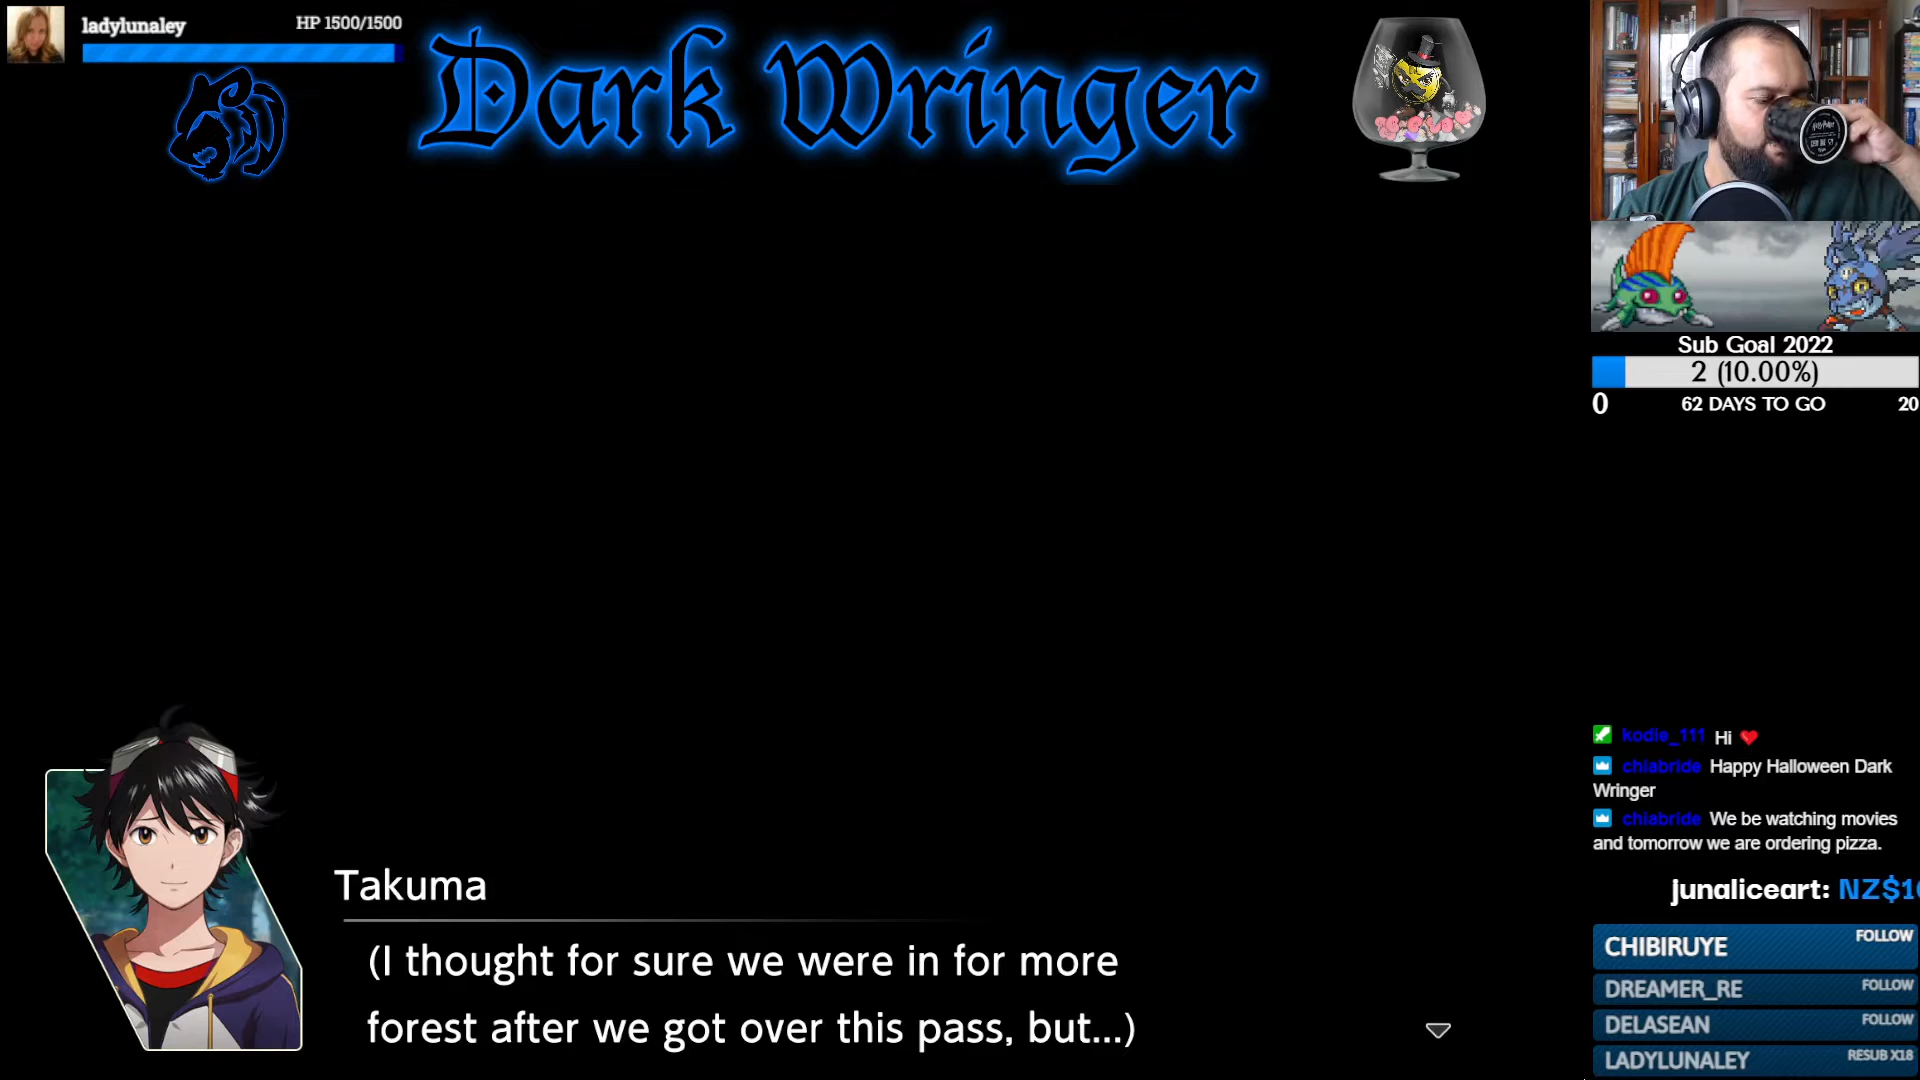 ladylunaley
HP 1500/1500
Dark Wringer
Sub Goal 2022
2 (10.00%)
0
62 DAYS TO GO
20
kodie_111 Hi
chiabride Happy Halloween Dark
Wringer
chiabride We be watching movies
and tomorrow we are ordering pizza.
junaliceart: NZ$1
CHIBIRUYE
FOLLOW
DREAMER_RE
FOLLOW
DELASEAN
FOLLOW
LADYLUNALEY
RESUB X18
Takuma
(I thought for sure we were in for more
forest after we got over this pass, but...)